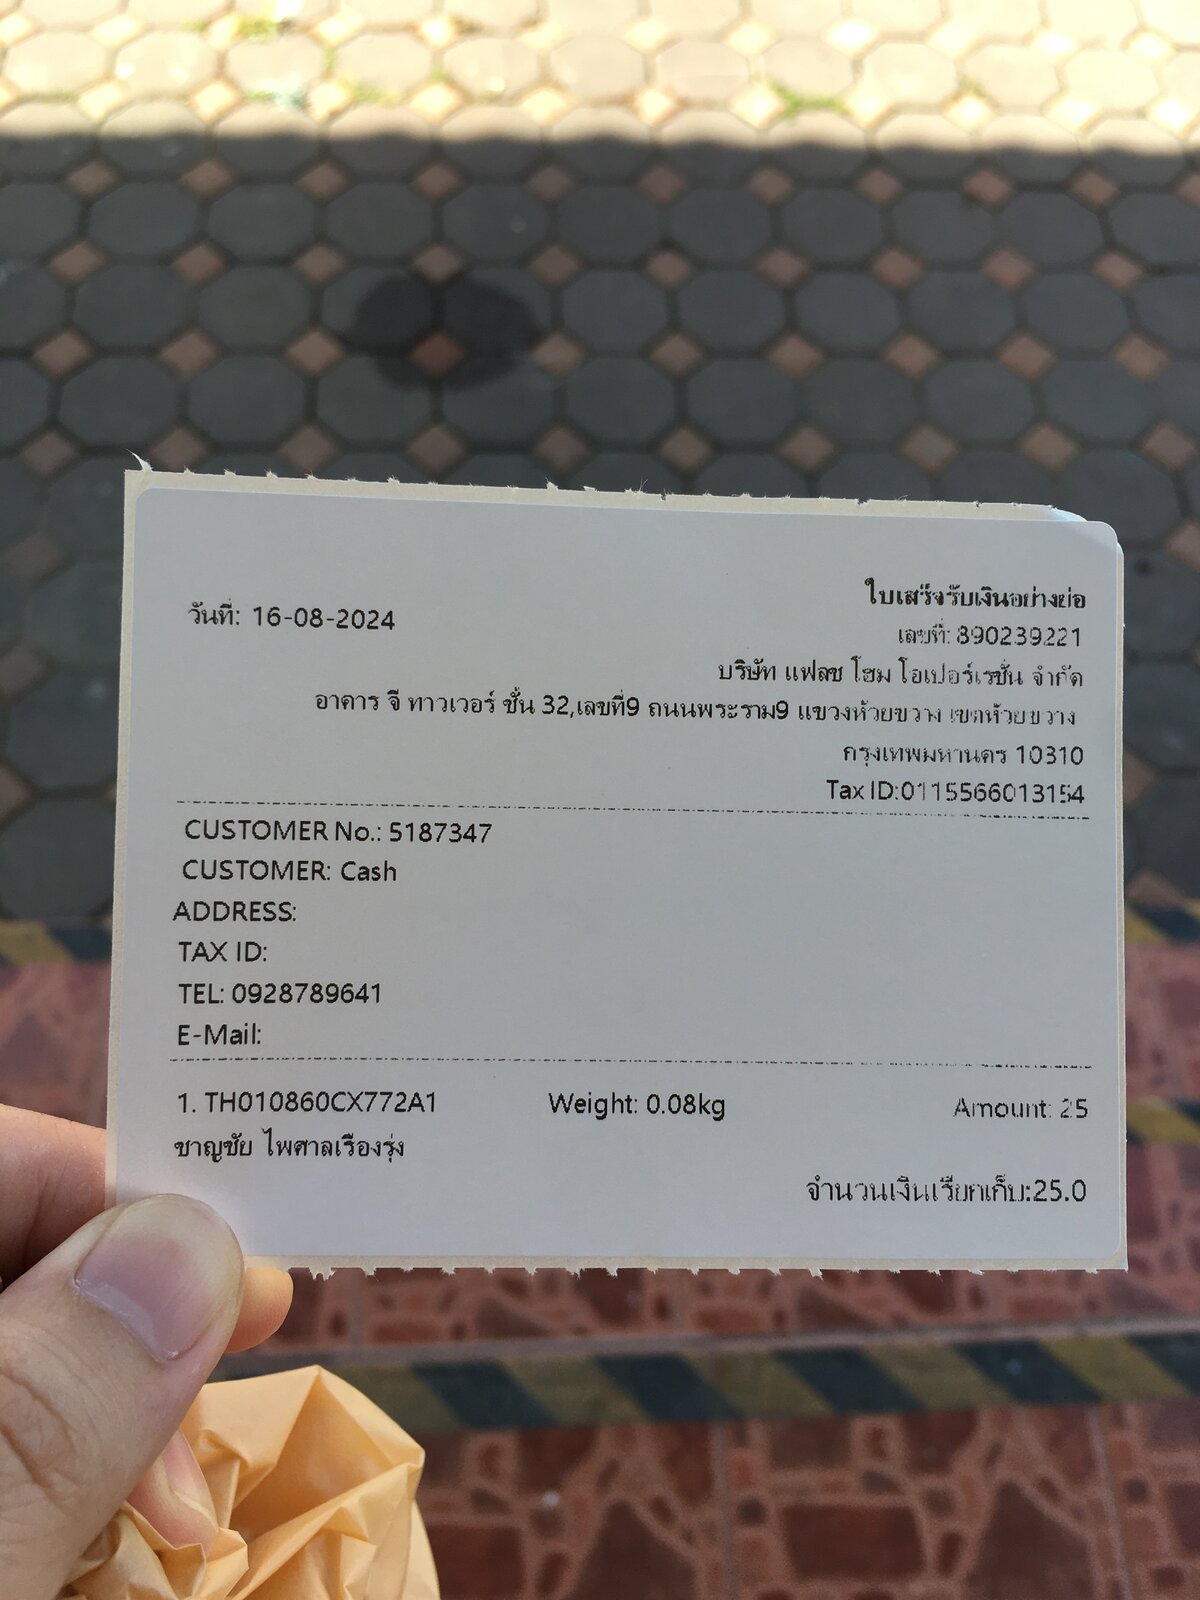 ใบเสร็จรับเงินอย่างย่อ
วันที่: 16-08-2024
เลขที่: 890239221
บริษัท แฟลช โฮม โอเปอร์เรชั่น จำกัด
อาคาร จี ทาวเวอร์ ชั้น 32,เลขที่9 ถนนพระราม9 แขวงห้วยขวาง เขตห้วยขวาง
กรุงเทพมหานคร 10310
Tax ID:0115566013154
CUSTOMER No.: 5187347
CUSTOMER: Cash
ADDRESS:
TAX ID:
TEL: 0928789641
E-Mail:
1. TH010860CX772A1 Weight: 0.08kg Amount: 25
ชาญชัย ไพศาลเรืองรุ่ง
จำนวนเงินเรียกเก็บ:25.0